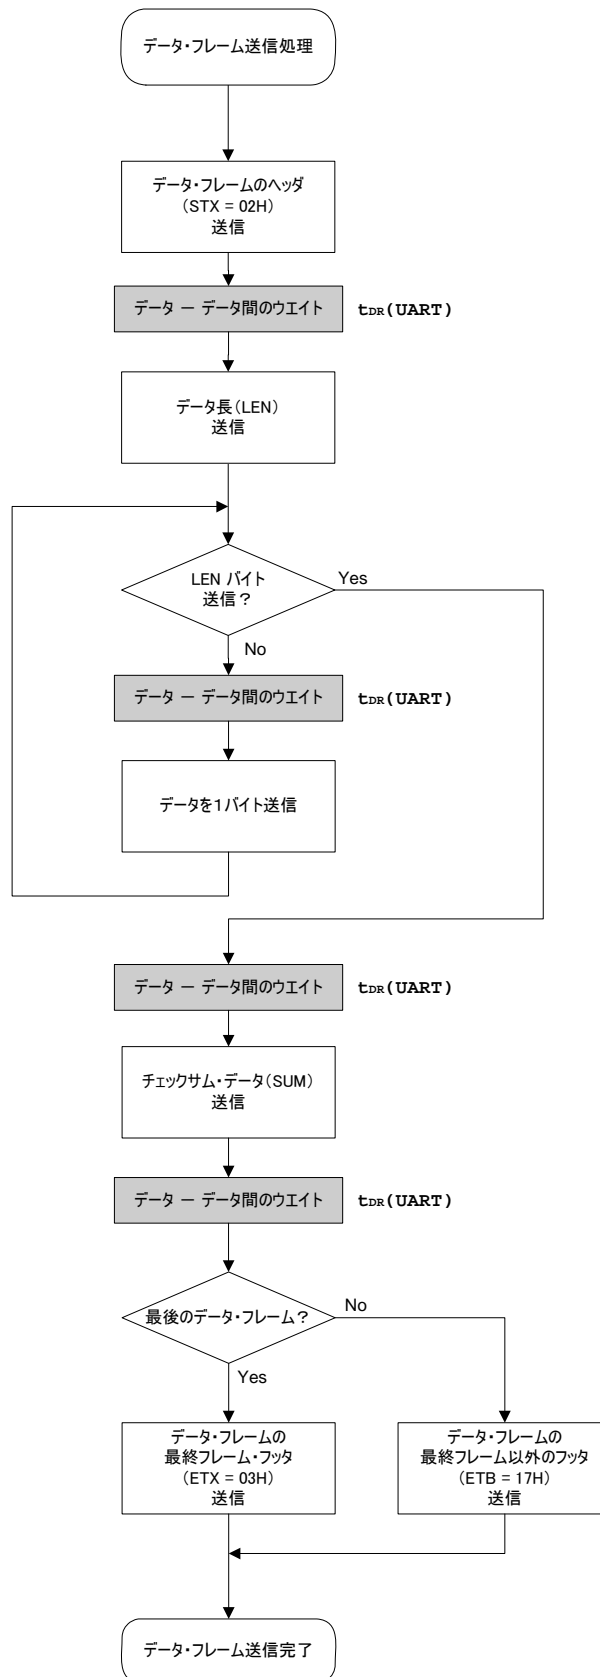 データ・フレーム送信処理
データ・フレームのヘッダ
(STX = 02H)
送信
データ － データ間のウエイト
tDR(UART)
データ長(LEN)
送信
LEN バイト
送信？
Yes
No
データ － データ間のウエイト
tDR(UART)
データを１バイト送信
データ － データ間のウエイト
tDR(UART)
チェックサム・データ(SUM)
送信
データ － データ間のウエイト
tDR(UART)
最後のデータ・フレーム？
No
Yes
データ・フレームの
最終フレーム・フッタ
(ETX = 03H)
送信
データ・フレームの
最終フレーム以外のフッタ
(ETB = 17H)
送信
データ・フレーム送信完了